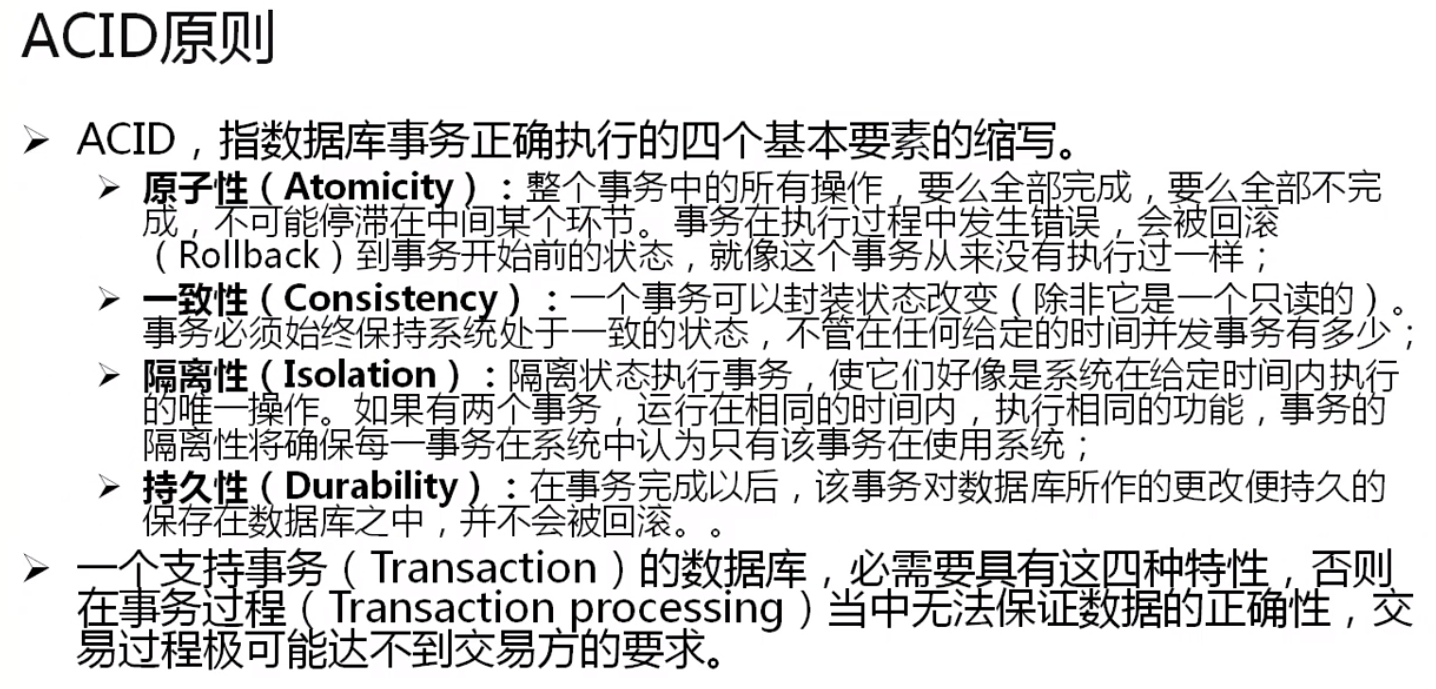 ACID原则
ACID，指数据库事务正确执行的四个基本要素的缩写。
原子性（Atomicity）：整个事务中的所有操作，要么全部完成，要么全部不完
成，不可能停滞在中间某个环节。事务在执行过程中发生错误，会被回滚
（Rollback）到事务开始前的状态，就像这个事务从来没有执行过一样；
一致性（Consistency）：一个事务可以封装状态改变（除非它是一个只读的）。
事务必须始终保持系统处于一致的状态，不管在任何给定的时间并发事务有多少；
隔离性（Isolation）：隔离状态执行事务，使它们好像是系统在给定时间内执行
的唯一操作。如果有两个事务，运行在相同的时间内，执行相同的功能，事务的
隔离性将确保每一事务在系统中认为只有该事务在使用系统；
持久性（Durability）：在事务完成以后，该事务对数据库所作的更改便持久的
保存在数据库之中，并不会被回滚。。
一个支持事务（Transaction）的数据库，必需要具有这四种特性，否则
在事务过程（Transaction processing）当中无法保证数据的正确性，交
易过程极可能达不到交易方的要求。